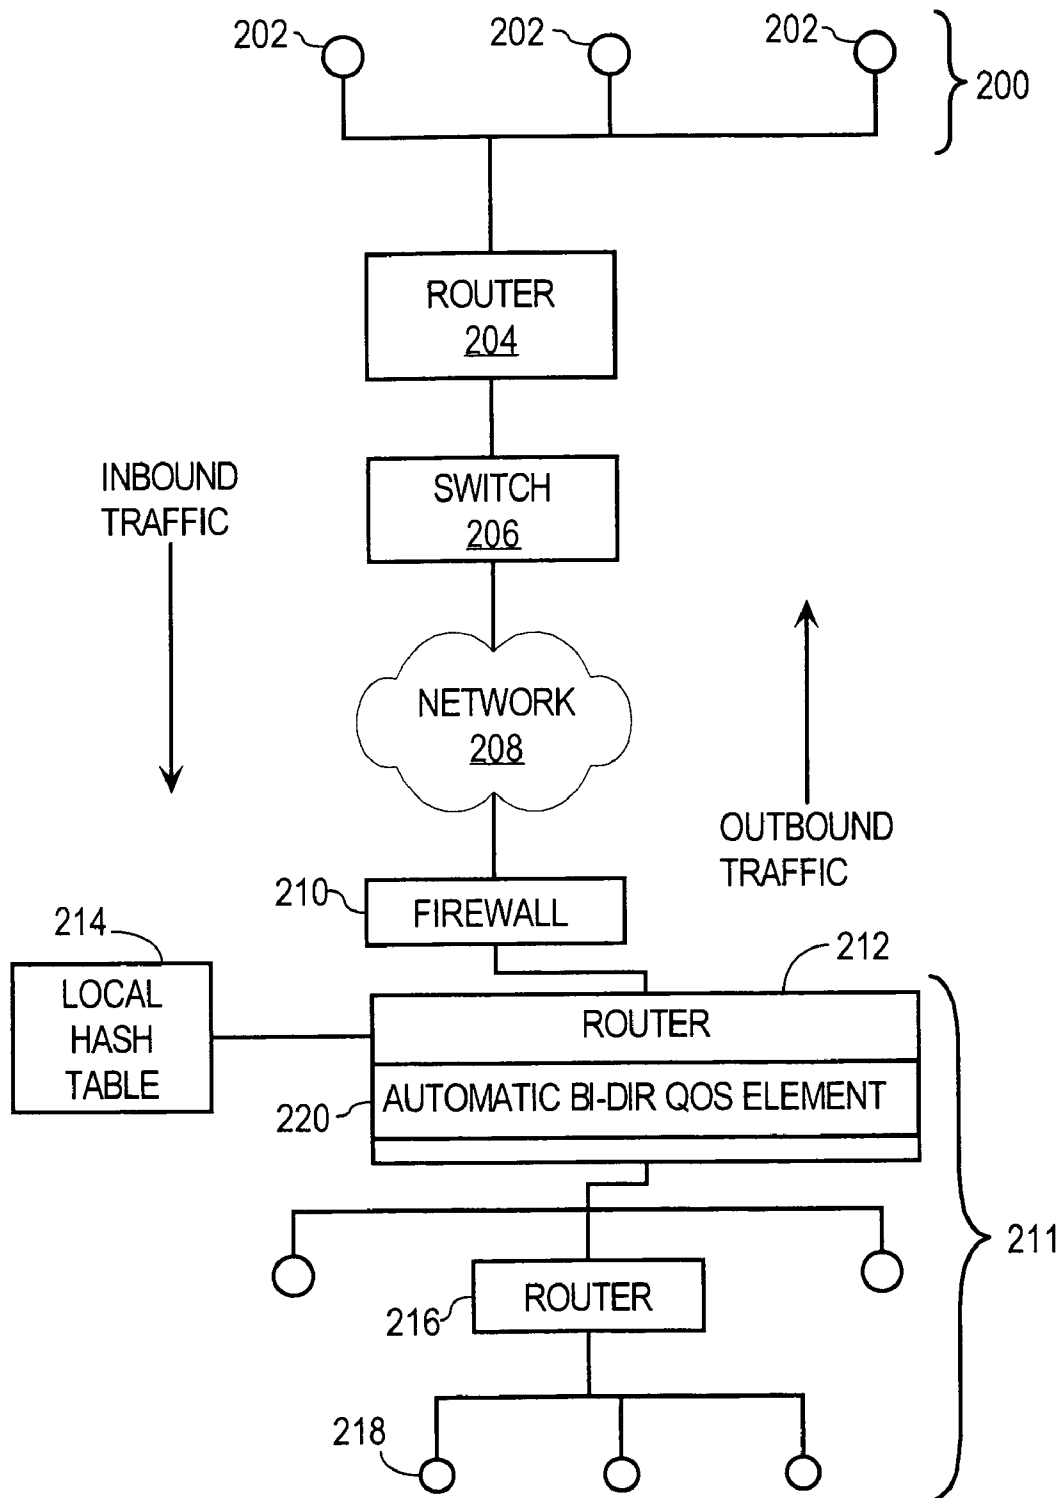 202
202
202
200
ROUTER
204
INBOUND
TRAFFIC
SWITCH
206
NETWORK
208
OUTBOUND
TRAFFIC
210
FIREWALL
214
212
LOCAL
HASH
TABLE
ROUTER
AUTOMATIC BI-DIR QOS ELEMENT
220
211
ROUTER
216
218